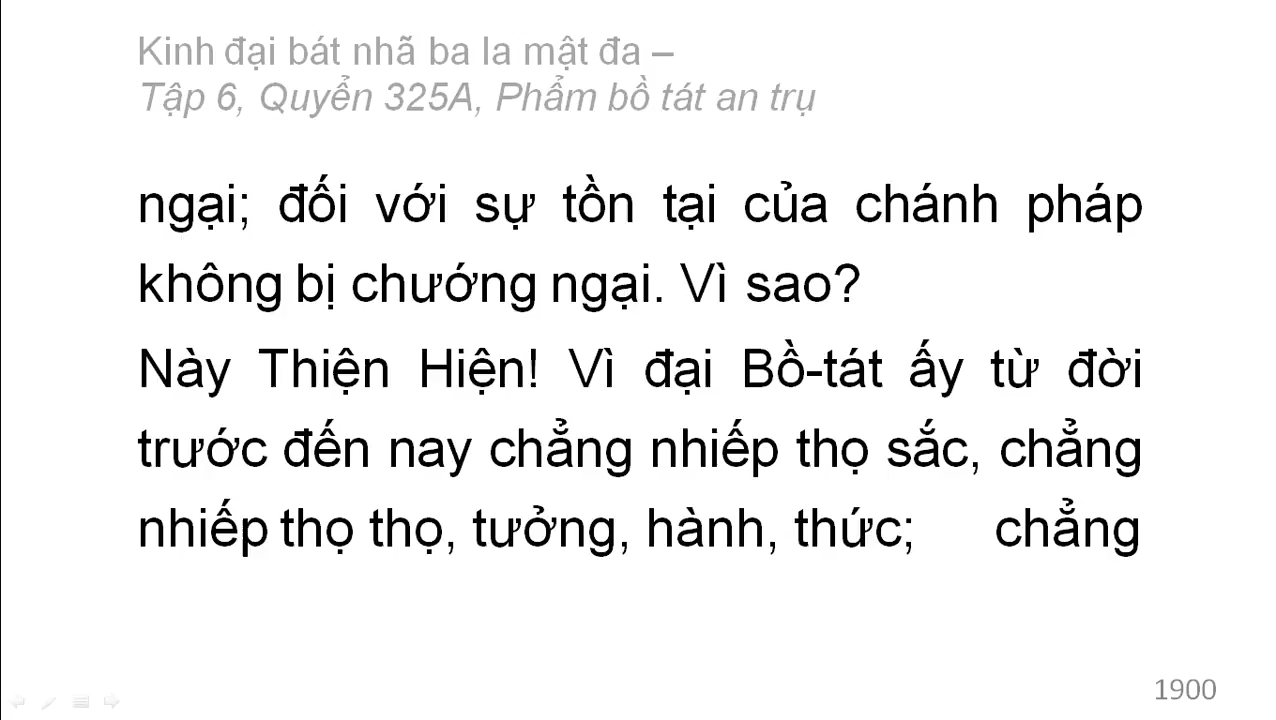 Kinh đại bát nhã ba la mật đa –
Tập 6, Quyển 325A, Phẩm bồ tát an trụ
ngại; đối với sự tồn tại của chánh pháp
không bị chướng ngại. Vì sao?
Này Thiện Hiện! Vì đại Bồ-tát ấy từ đời
trước đến nay chẳng nhiếp thọ sắc, chẳng
nhiếp thọ thọ, tưởng, hành, thức; chẳng
1900